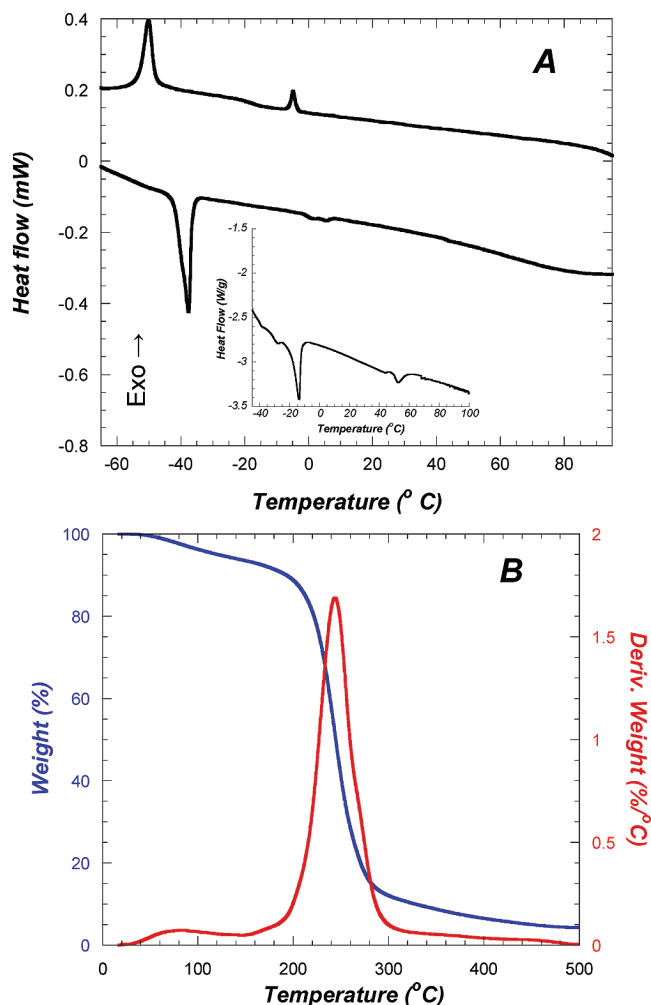 A
0.4
0.2
0
-0.2
-0.4
-0.6
-0.8
Heat flow (mW)
Exo →
-60 -40 -20 0 20 40 60 80
Temperature (° C)
-1.5
-2
-2.5
-3
-3.5
Heat Flow (W/g)
-40 -20 0 20 40 60 80 100
Temperature (°C)
B
100
80
60
40
20
0
Weight (%)
2
1.5
1
0.5
0
Deriv. Weight
(%/°C)
0 100 200 300 400 500
Temperature (°C)